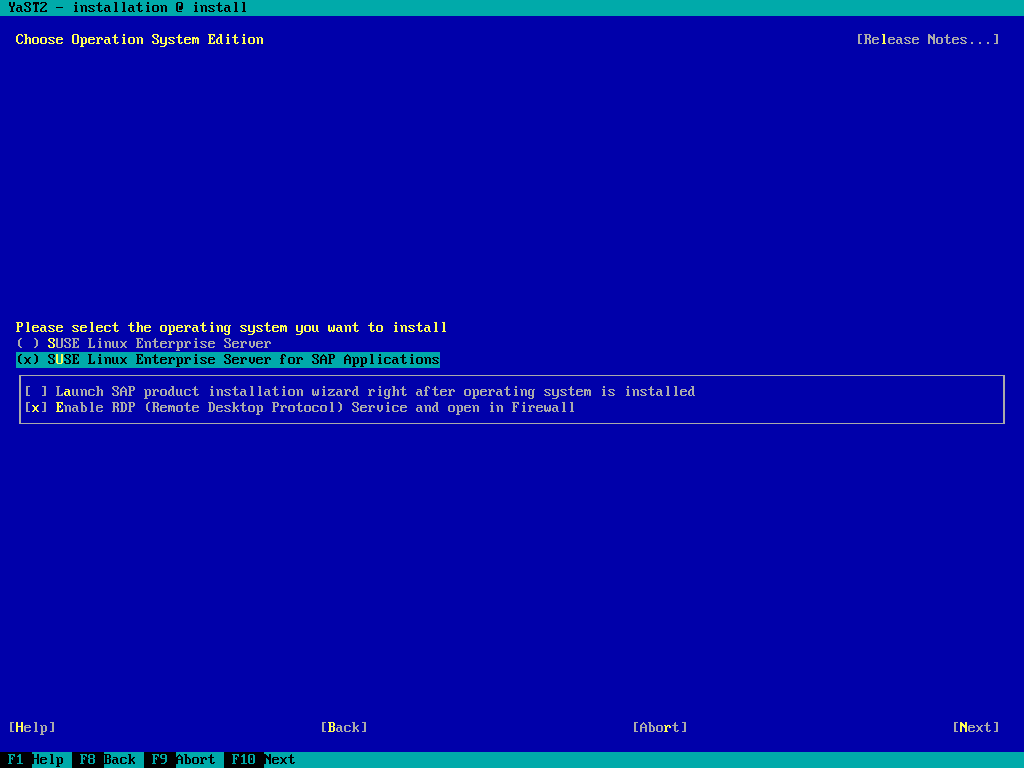 YaST2 - installation @ install
Choose Operation System Edition [Release Notes...]
Please select the operating system you want to install
( ) SUSE Linux Enterprise Server
(x) SUSE Linux Enterprise Server for SAP Applications
[ ] Launch SAP product installation wizard right after operating system is installed
[x] Enable RDP (Remote Desktop Protocol) Service and open in Firewall
[Help] [Back] [Abort] [Next]
F1 Help F8 Back F9 Abort F10 Next